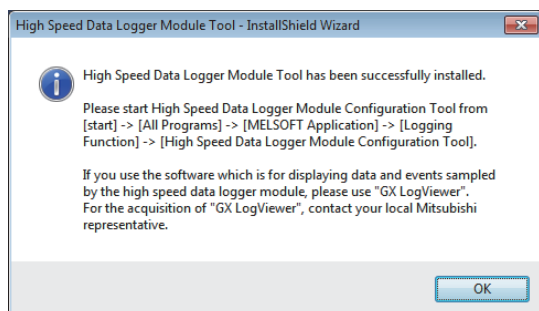 High Speed Data Logger Module Tool - InstallShield Wizard
High Speed Data Logger Module Tool has been successfully installed.
Please start High Speed Data Logger Module Configuration Tool from
[start] -> [All Programs] -> [MELSOFT Application] -> [Logging
Function] -> [High Speed Data Logger Module Configuration Tool].
If you use the software which is for displaying data and events sampled
by the high speed data logger module, please use "GX LogViewer".
For the acquisition of "GX LogViewer", contact your local Mitsubishi
representative.
OK